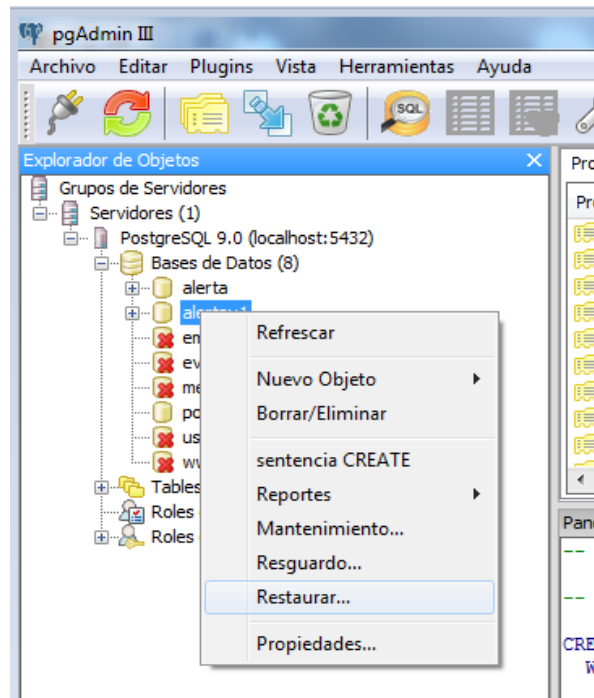 pgAdmin III
Archivo Editar Plugins Vista Herramientas Ayuda
SQL
Explorador de Objetos
Grupos de Servidores
Servidores (1)
PostgreSQL 9.0 (localhost:5432)
Bases de Datos (8)
alerta
Tables
Roles
Roles
Refrescar
Nuevo Objeto
Borrar/Eliminar
sentencia CREATE
Reportes
Mantenimiento...
Resguardo...
Restaurar...
Propiedades...
--
--